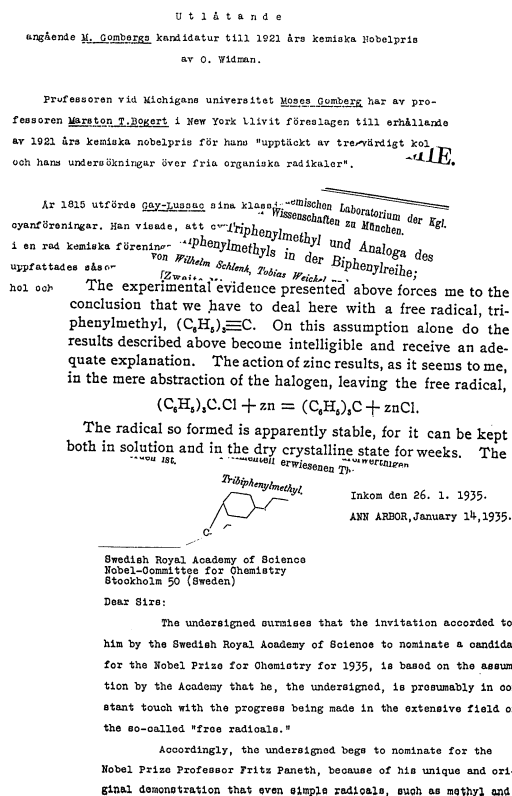 Utlåtande
angående M. Gombergs kandidatur till 1921 års kemiska Nobelpris
av O. Widman.
Professoren vid Michigans universitet Moses Gomberg har av pro-
fessoren Marston T.Bogert i New York llivit föreslagen till erhållande
av 1921 års kemiska nobelpris för hans "upptäckt av tre-värdigt kol
och hans undersökningar över fria organiska radikaler".
År 1815 utförde Gay-Lussac sina
cyanföreningar. Han visade, att
i en rad kemiska
uppfattades
hol och
Laboratorium der Kgl.
Wissenschaften zu München.
Triphenylmethyl und Analoga des
in der Biphenylreihe;
von Wilhelm Schlenk, Tobias Weickel
The experimental evidence presented above forces me to the
conclusion that we have to deal here with a free radical, tri-
phenylmethyl, (C₆H₅)₃≡C. On this assumption alone do the
results described above become intelligible and receive an ade-
quate explanation. The action of zinc results, as it seems to me,
in the mere abstraction of the halogen, leaving the free radical,
(C₆H₅)₃C.Cl + zn = (C₆H₅)₃C + znCl.
The radical so formed is apparently stable, for it can be kept
both in solution and in the dry crystalline state for weeks. The
erwiesenen
Tribiphenylmethyl.
C
Inkom den 26. 1. 1935.
ANN ARBOR,January 14,1935.
Swedish Royal Academy of Science
Nobel-Committee for Chemistry
Stockholm 50 (Sweden)
Dear Sirs:
The undersigned surmises that the invitation accorded to
him by the Swedish Royal Academy of Science to nominate a candida
for the Nobel Prize for Chemistry for 1935, is based on the assum
tion by the Academy that he, the undersigned, is presumably in co
stant touch with the progress being made in the extensive field o
the so-called "free radicals."
Accordingly, the undersigned begs to nominate for the
Nobel Prize Professor Fritz Paneth, because of his unique and ori
ginal demonstration that even simple radicals, such as methyl and